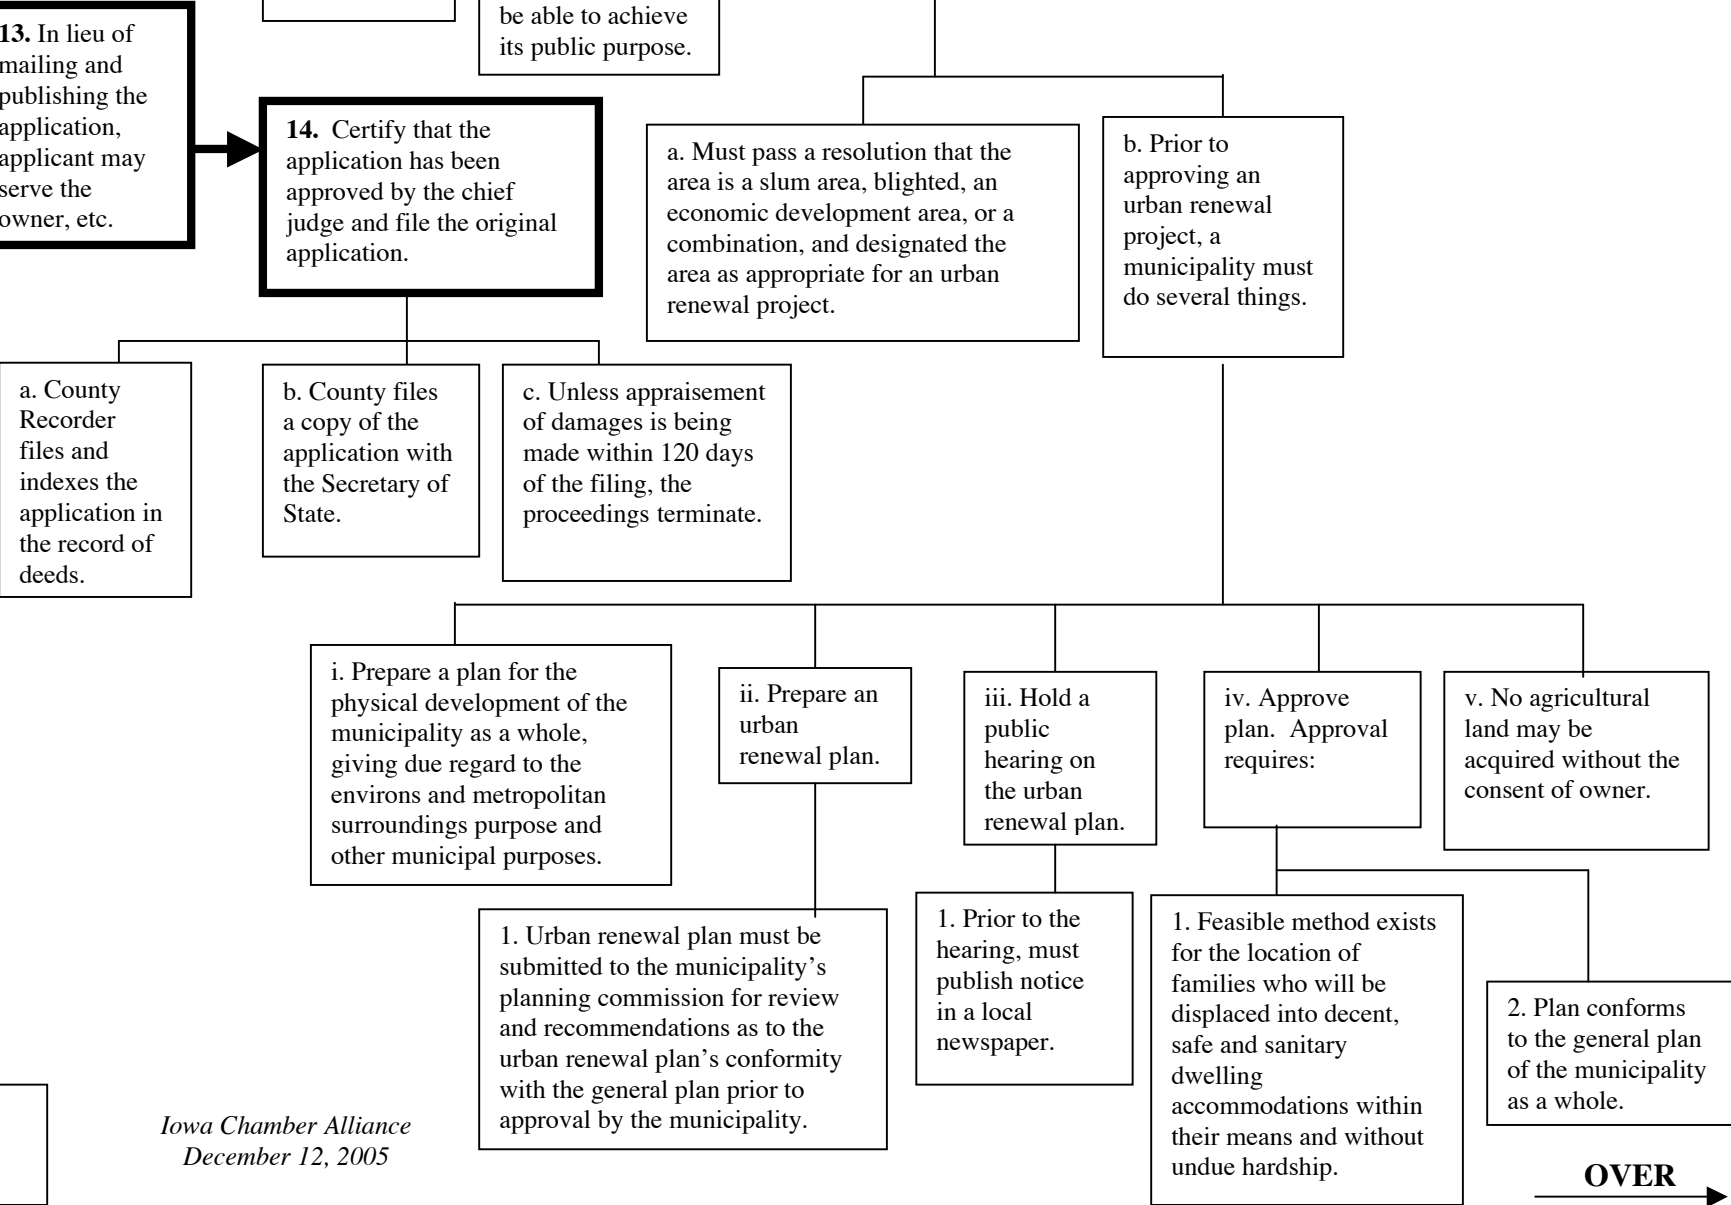 be able to achieve
its public purpose.
13. In lieu of
mailing and
publishing the
application,
applicant may
serve the
owner, etc.
14.  Certify that the
application has been
approved by the chief
judge and file the original
application.
a. Must pass a resolution that the
area is a slum area, blighted, an
economic development area, or a
combination, and designated the
area as appropriate for an urban
renewal project.
b. Prior to
approving an
urban renewal
project, a
municipality must
do several things.
a. County
Recorder
files and
indexes the
application in
the record of
deeds.
b. County files
a copy of the
application with
the Secretary of
State.
c. Unless appraisement
of damages is being
made within 120 days
of the filing, the
proceedings terminate.
i. Prepare a plan for the
physical development of the
municipality as a whole,
giving due regard to the
environs and metropolitan
surroundings purpose and
other municipal purposes.
ii. Prepare an
urban
renewal plan.
iii. Hold a
public
hearing on
the urban
renewal plan.
iv. Approve
plan.  Approval
requires:
v. No agricultural
land may be
acquired without the
consent of owner.
1. Urban renewal plan must be
submitted to the municipality’s
planning commission for review
and recommendations as to the
urban renewal plan’s conformity
with the general plan prior to
approval by the municipality.
1. Prior to the
hearing, must
publish notice
in a local
newspaper.
1. Feasible method exists
for the location of
families who will be
displaced into decent,
safe and sanitary
dwelling
accommodations within
their means and without
undue hardship.
2. Plan conforms
to the general plan
of the municipality
as a whole.
Iowa Chamber Alliance
December 12, 2005
OVER